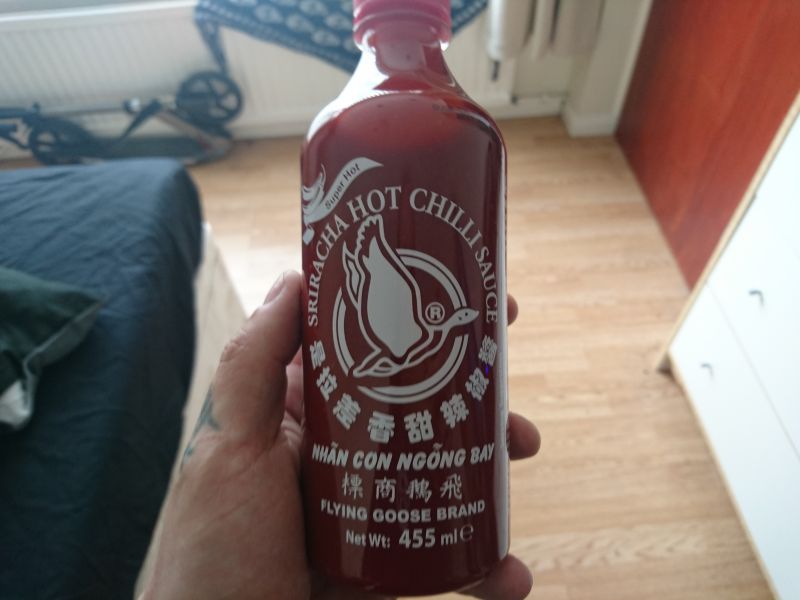 Super Hot
SRIRACHA HOT CHILLI SAUCE
®
是拉差香甜辣椒醬
NHÃN CON NGỖNG BAY
標商鵝飛
FLYING GOOSE BRAND
Net Wt: 455 ml ℮